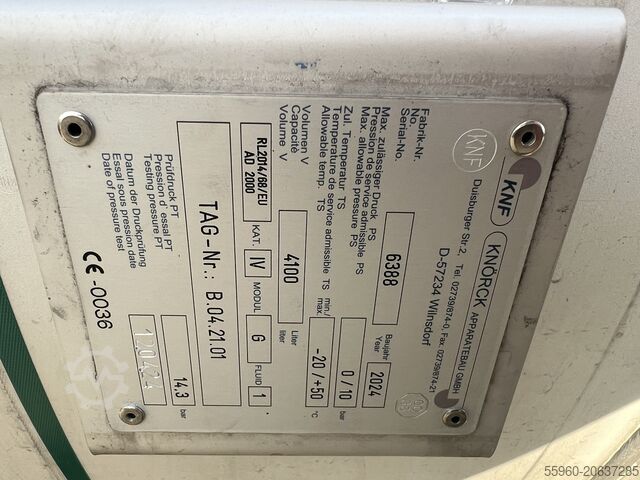 KNF KNÖRCK APPARATEBAU GMBH
KNF
Duisburger Str.2, Tel. 02739/874-0, Fax 02739/874-21
D-57234 Wilnsdorf
Fabrik-Nr.
No.
Serial-No.
6388
Baujahr
Year
2024
Max. zulässiger Druck PS
Pression de service admissible PS
Max. allowable pressure PS
0/10
bar
Zul. Temperatur TS
Temperature de service admissible TS
Allowable temp. TS
min./
max.
-20/+50
°C
Volumen V
Capacité V
Volume V
4100
Liter
liter
RL2014/68/EU
AD 2000
KAT. IV MODUL G FLUID 1
TAG-Nr.: B.04.21.01
Prüfdruck PT
Pression d'essai PT
Testing pressure PT
14,3
bar
Datum der Druckprüfung
Essai sous pression date
Date of pressure test
120424
CE -0036
55960-20637285